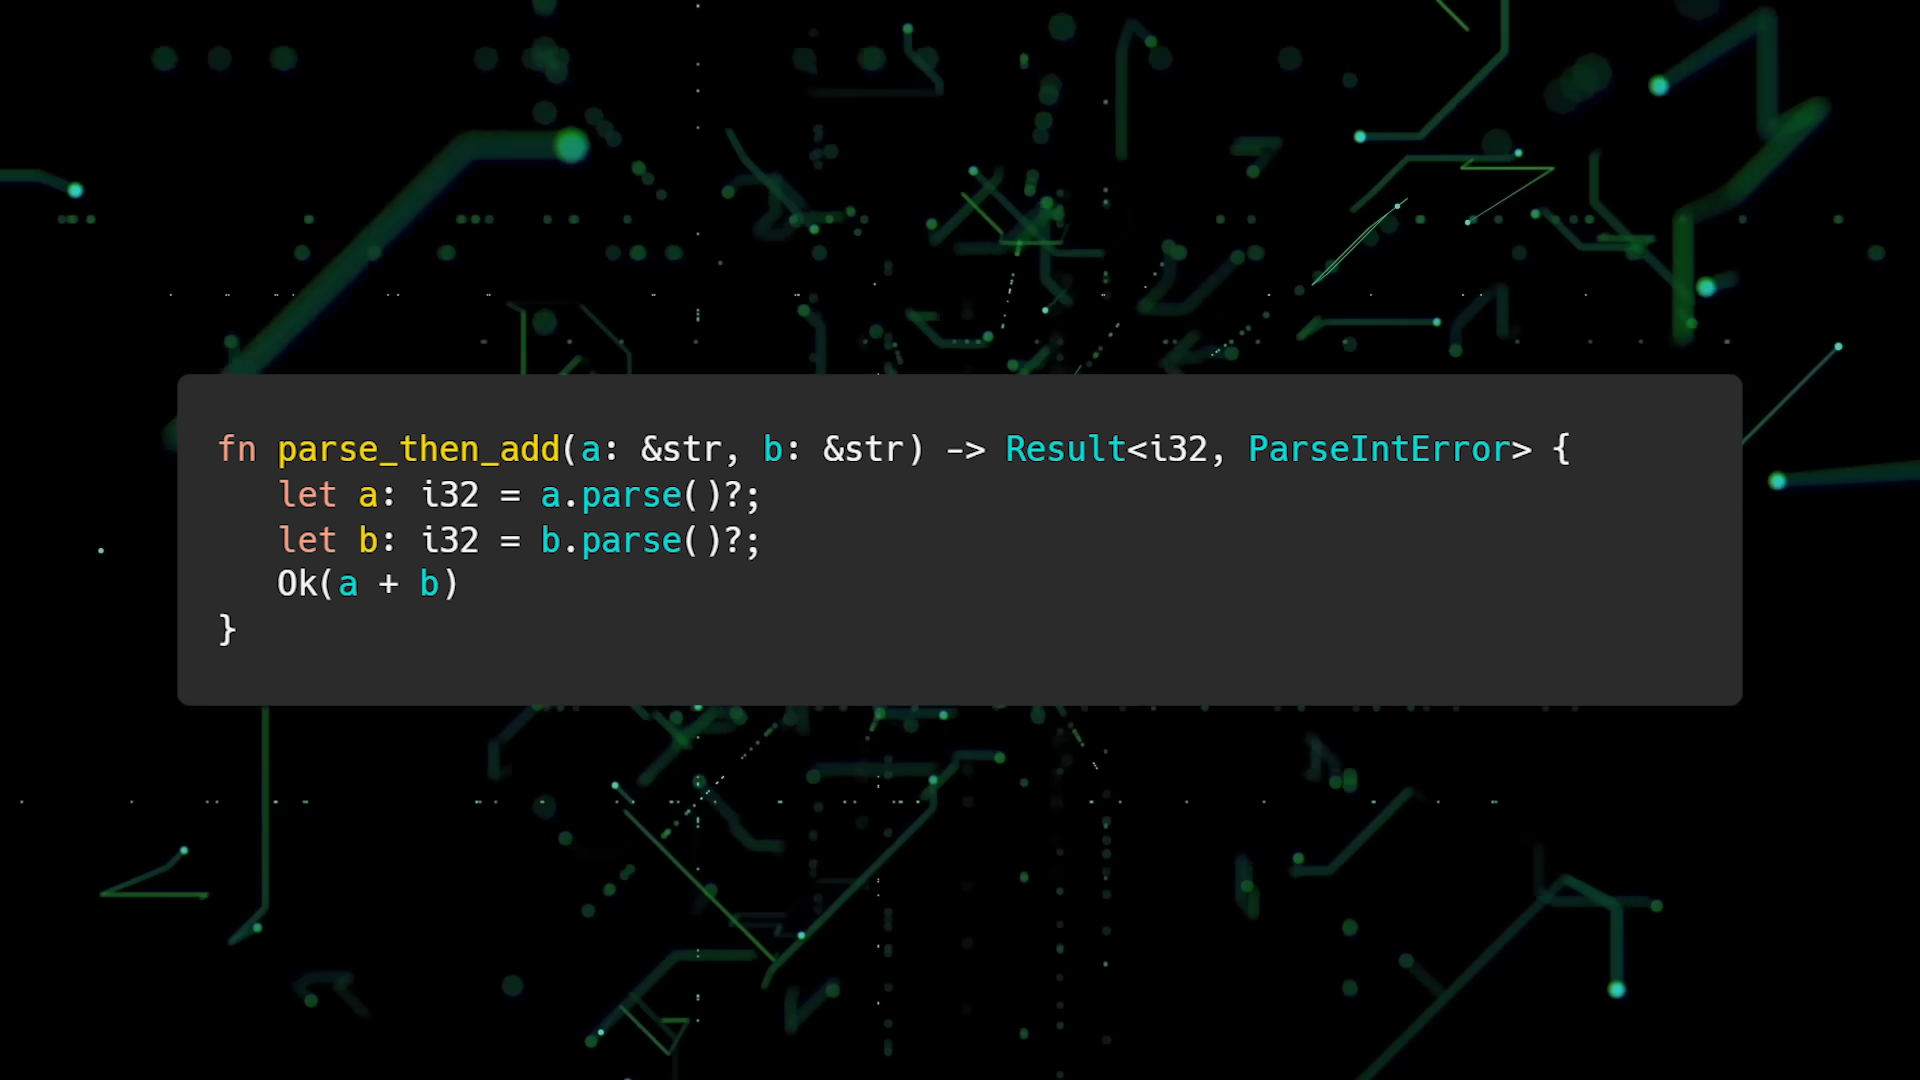 fn parse_then_add(a: &str, b: &str) -> Result<i32, ParseIntError> {
   let a: i32 = a.parse()?;
   let b: i32 = b.parse()?;
   Ok(a + b)
}